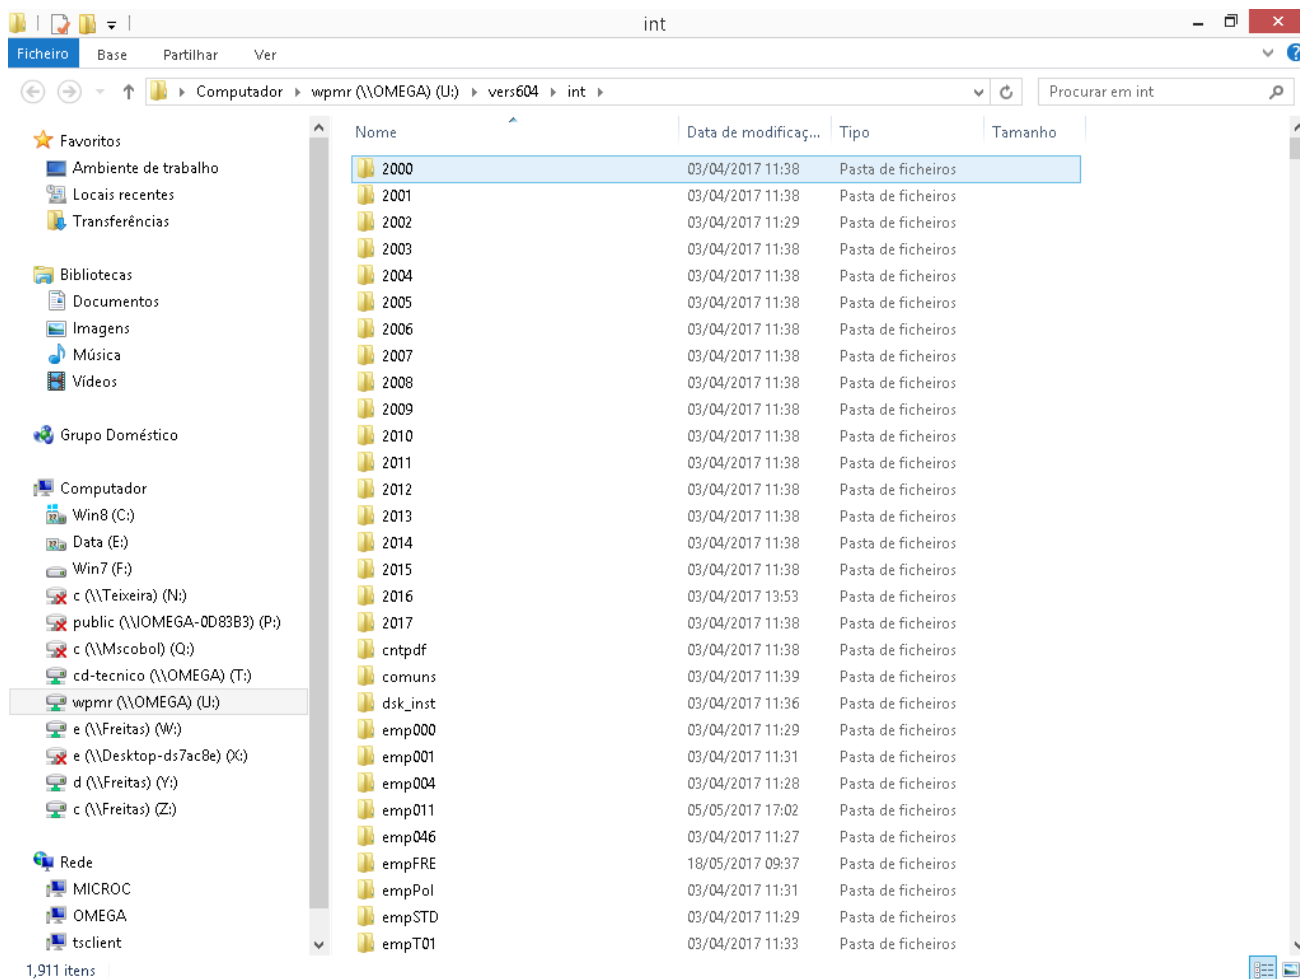 int
Ficheiro Base Partilhar Ver
Computador wpmr (\\OMEGA) (U:) vers604 int
Procurar em int
Favoritos
Ambiente de trabalho
Locais recentes
Transferências
Bibliotecas
Documentos
Imagens
Música
Vídeos
Grupo Doméstico
Computador
Win8 (C:)
Data (E:)
Win7 (F:)
c (\\Teixeira) (N:)
public (\\IOMEGA-0D83B3) (P:)
c (\\Mscobol) (Q:)
cd-tecnico (\\OMEGA) (T:)
wpmr (\\OMEGA) (U:)
e (\\Freitas) (W:)
e (\\Desktop-ds7ac8e) (X:)
d (\\Freitas) (Y:)
c (\\Freitas) (Z:)
Rede
MICROC
OMEGA
tsclient
Nome Data de modificaç... Tipo Tamanho
2000 03/04/2017 11:38 Pasta de ficheiros
2001 03/04/2017 11:38 Pasta de ficheiros
2002 03/04/2017 11:29 Pasta de ficheiros
2003 03/04/2017 11:38 Pasta de ficheiros
2004 03/04/2017 11:38 Pasta de ficheiros
2005 03/04/2017 11:38 Pasta de ficheiros
2006 03/04/2017 11:38 Pasta de ficheiros
2007 03/04/2017 11:38 Pasta de ficheiros
2008 03/04/2017 11:38 Pasta de ficheiros
2009 03/04/2017 11:38 Pasta de ficheiros
2010 03/04/2017 11:38 Pasta de ficheiros
2011 03/04/2017 11:38 Pasta de ficheiros
2012 03/04/2017 11:38 Pasta de ficheiros
2013 03/04/2017 11:38 Pasta de ficheiros
2014 03/04/2017 11:38 Pasta de ficheiros
2015 03/04/2017 11:38 Pasta de ficheiros
2016 03/04/2017 13:53 Pasta de ficheiros
2017 03/04/2017 11:38 Pasta de ficheiros
cntpdf 03/04/2017 11:38 Pasta de ficheiros
comuns 03/04/2017 11:39 Pasta de ficheiros
dsk_inst 03/04/2017 11:36 Pasta de ficheiros
emp000 03/04/2017 11:29 Pasta de ficheiros
emp001 03/04/2017 11:31 Pasta de ficheiros
emp004 03/04/2017 11:28 Pasta de ficheiros
emp011 05/05/2017 17:02 Pasta de ficheiros
emp046 03/04/2017 11:27 Pasta de ficheiros
empFRE 18/05/2017 09:37 Pasta de ficheiros
empPol 03/04/2017 11:31 Pasta de ficheiros
empSTD 03/04/2017 11:29 Pasta de ficheiros
empT01 03/04/2017 11:33 Pasta de ficheiros
1,911 itens